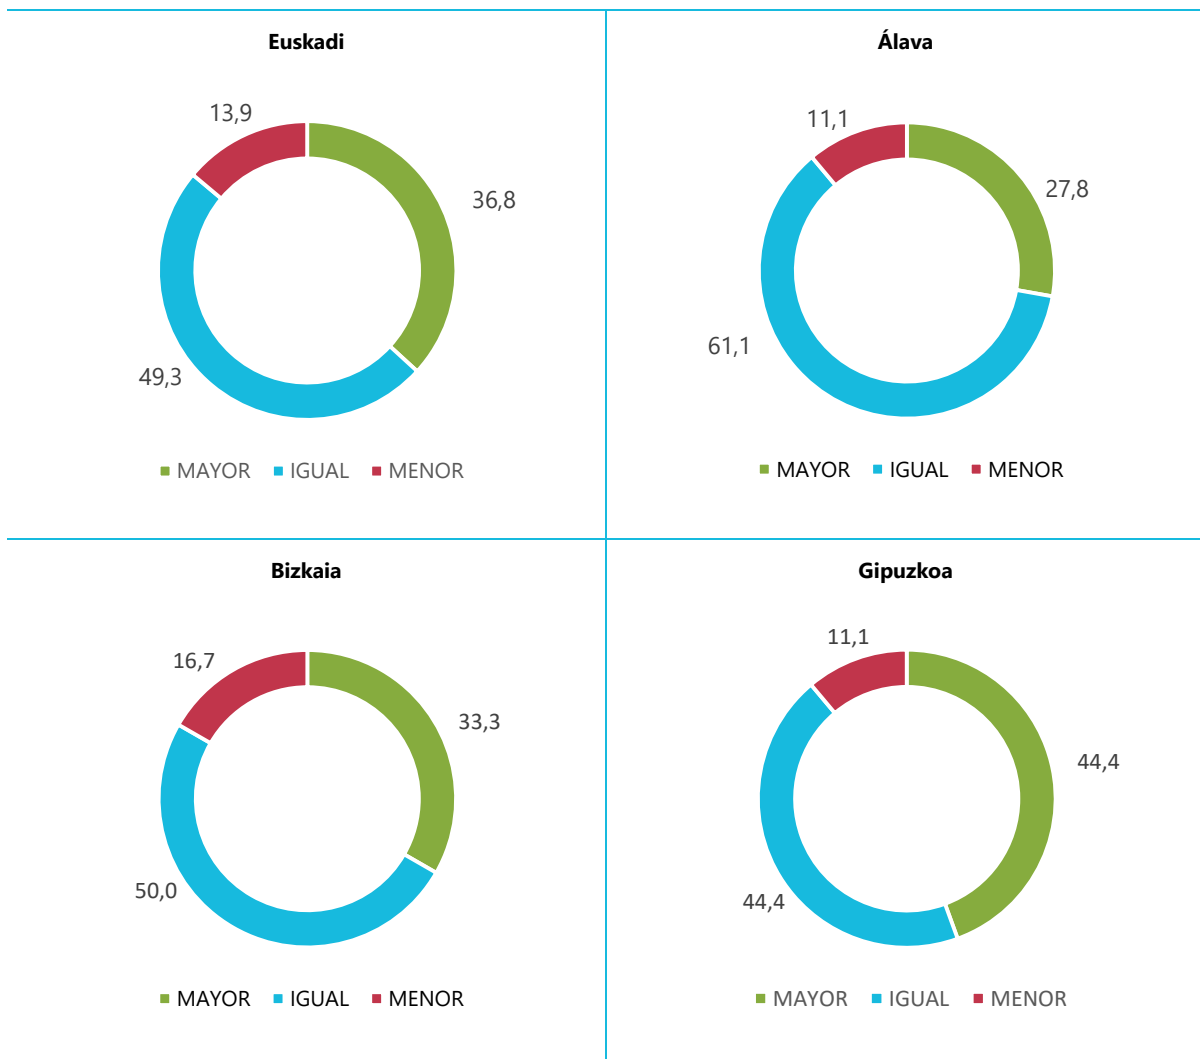 Euskadi
13,9
36,8
49,3
MAYOR IGUAL MENOR
Álava
11,1
27,8
61,1
MAYOR IGUAL MENOR
Bizkaia
16,7
33,3
50,0
MAYOR IGUAL MENOR
Gipuzkoa
11,1
44,4
44,4
MAYOR IGUAL MENOR